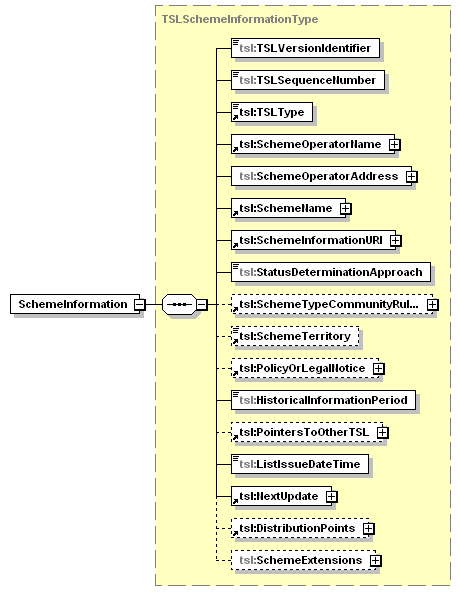 TSLSchemeInformationType
tsl:TSLVersionIdentifier
tsl:TSLSequenceNumber
tsl:TSLType
tsl:SchemeOperatorName
tsl:SchemeOperatorAddress
tsl:SchemeName
tsl:SchemeInformationURI
tsl:StatusDeterminationApproach
SchemeInformation
tsl:SchemeTypeCommunityRul...
tsl:SchemeTerritory
tsl:PolicyOrLegalNotice
tsl:HistoricalInformationPeriod
tsl:PointersToOtherTSL
tsl:ListIssueDateTime
tsl:NextUpdate
tsl:DistributionPoints
tsl:SchemeExtensions